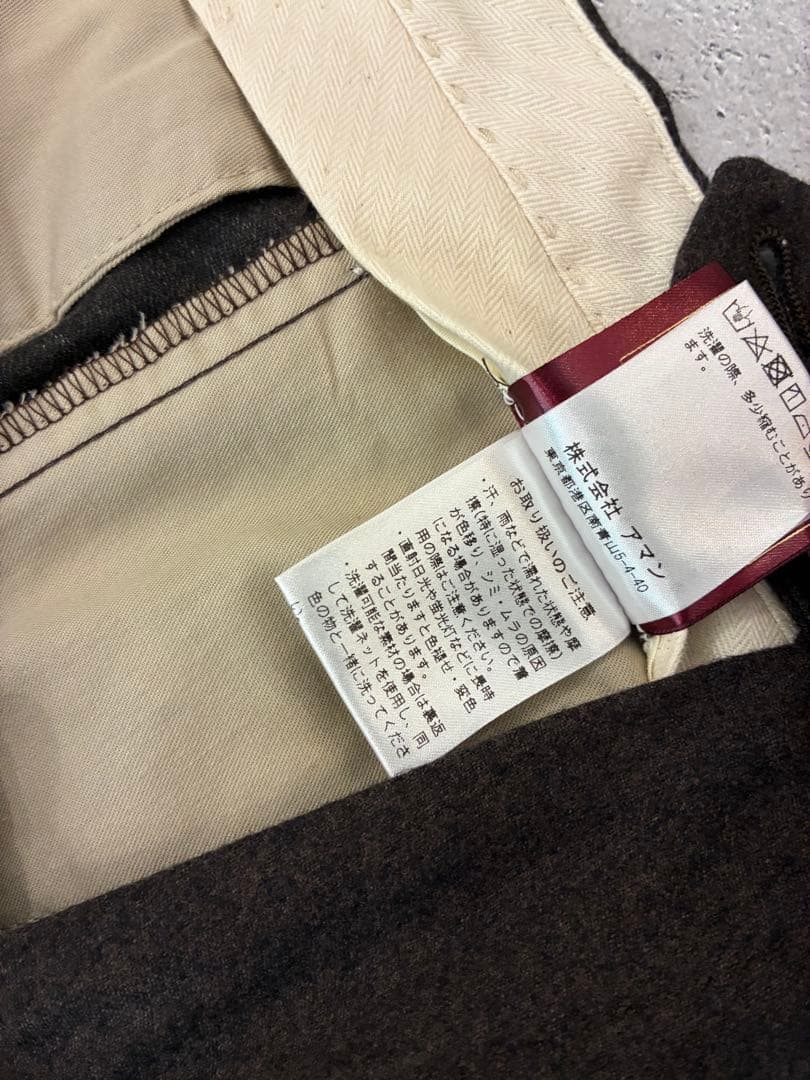 洗濯の際、多少縮むことがあり
ます。
株式会社 アマン
東京都港区南青山5-4-40
お取り扱いのご注意
・汗、雨などで濡れた状態や摩
擦(特に湿った状態での摩擦)
が色移り・シミ・ムラの原因
になる場合がありますので着
用の際はご注意ください。
・直射日光や蛍光灯などに長時
間当たりますと色褪せ・変色
することがあります。
・洗濯可能な素材の場合は裏返
して洗濯ネットを使用し、同
色の物と一緒に洗ってくださ
い。